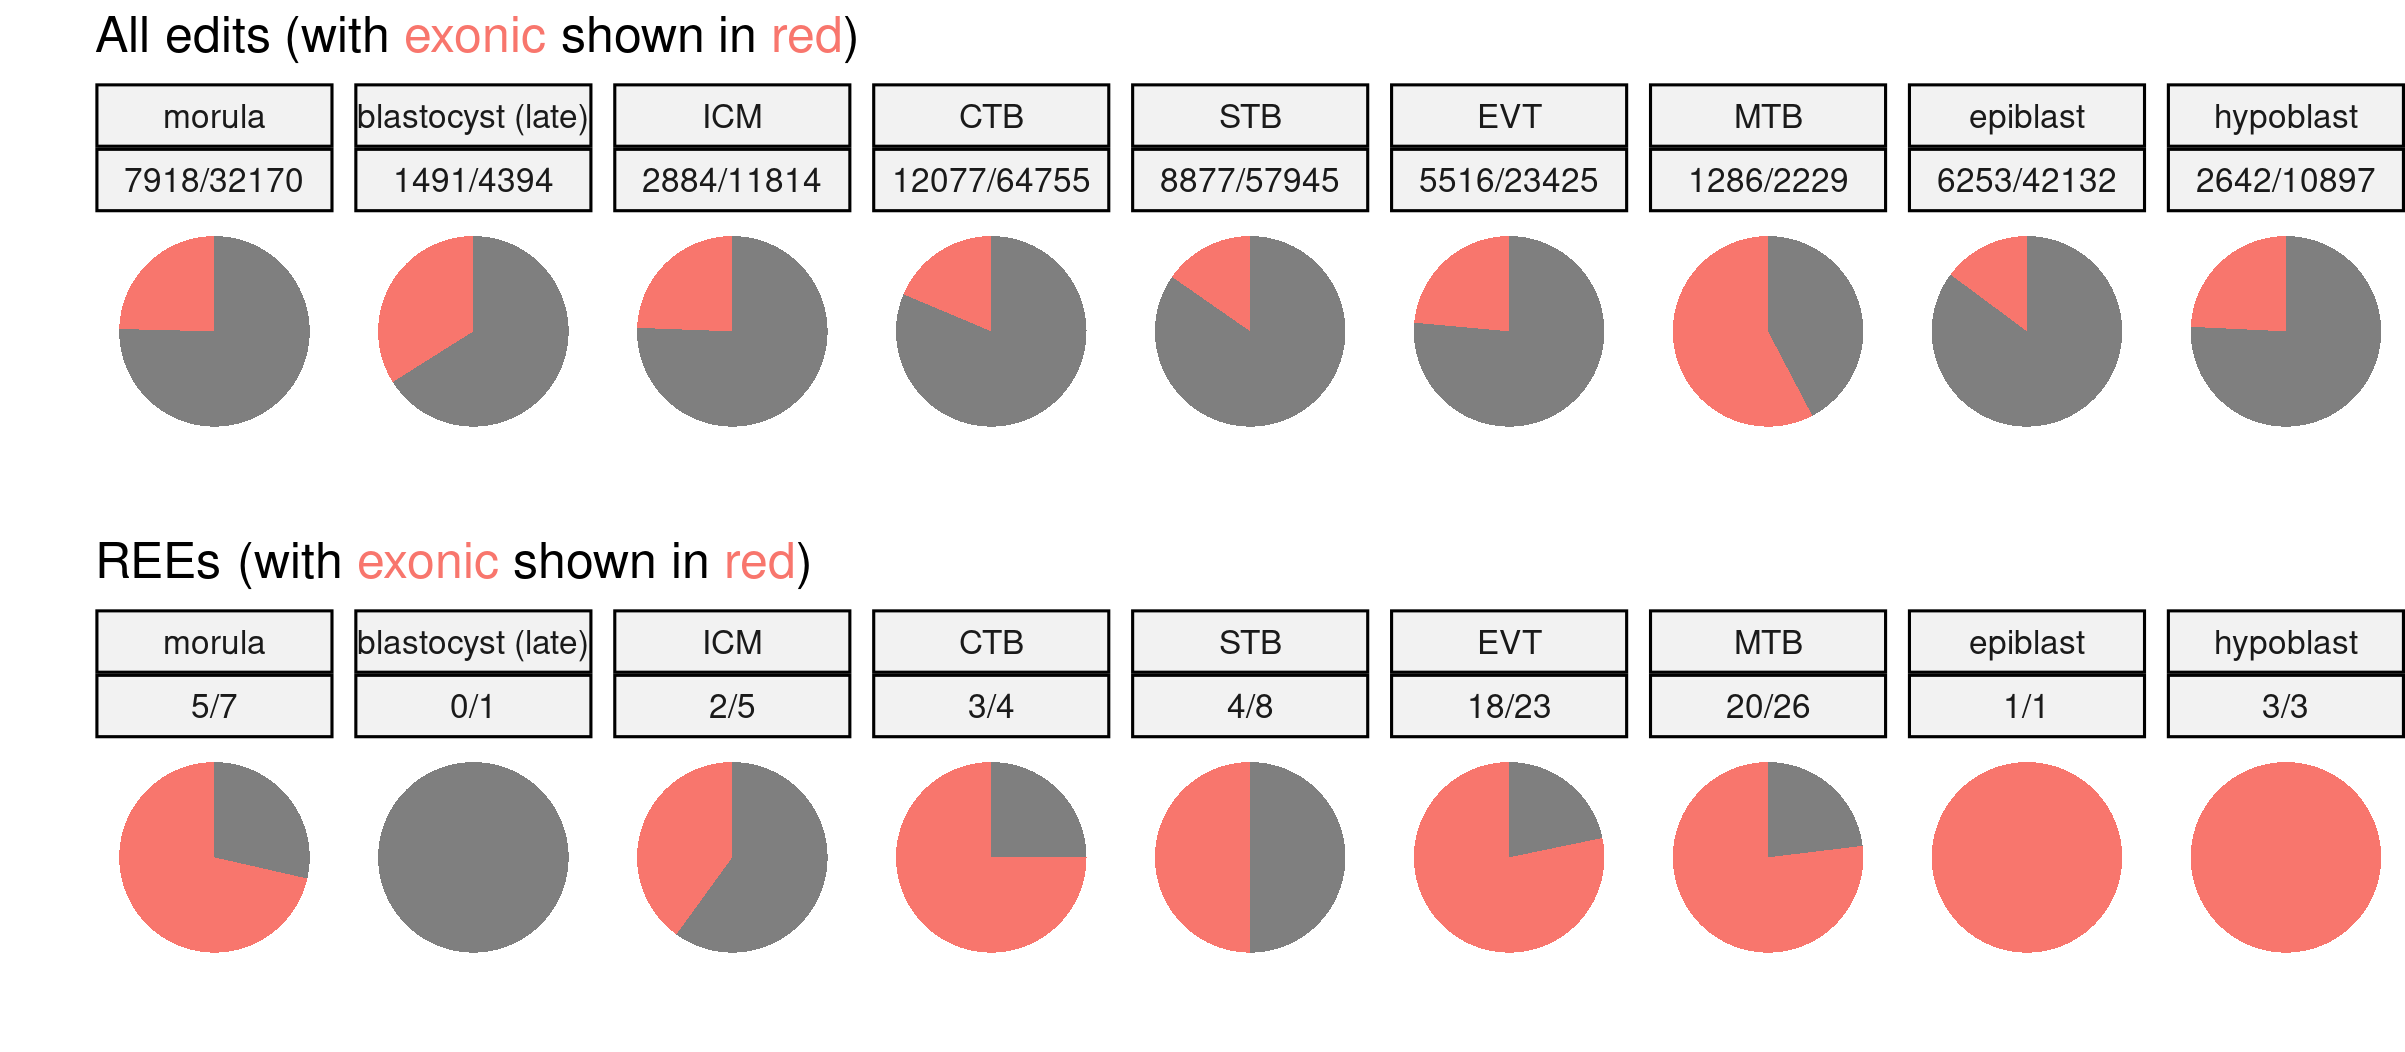 All edits (with exonic shown in red)
morula blastocyst (late) ICM CTB STB EVT MTB epiblast hypoblast
7918/32170 1491/4394 2884/11814 12077/64755 8877/57945 5516/23425 1286/2229 6253/42132 2642/10897
REEs (with exonic shown in red)
morula blastocyst (late) ICM CTB STB EVT MTB epiblast hypoblast
5/7 0/1 2/5 3/4 4/8 18/23 20/26 1/1 3/3